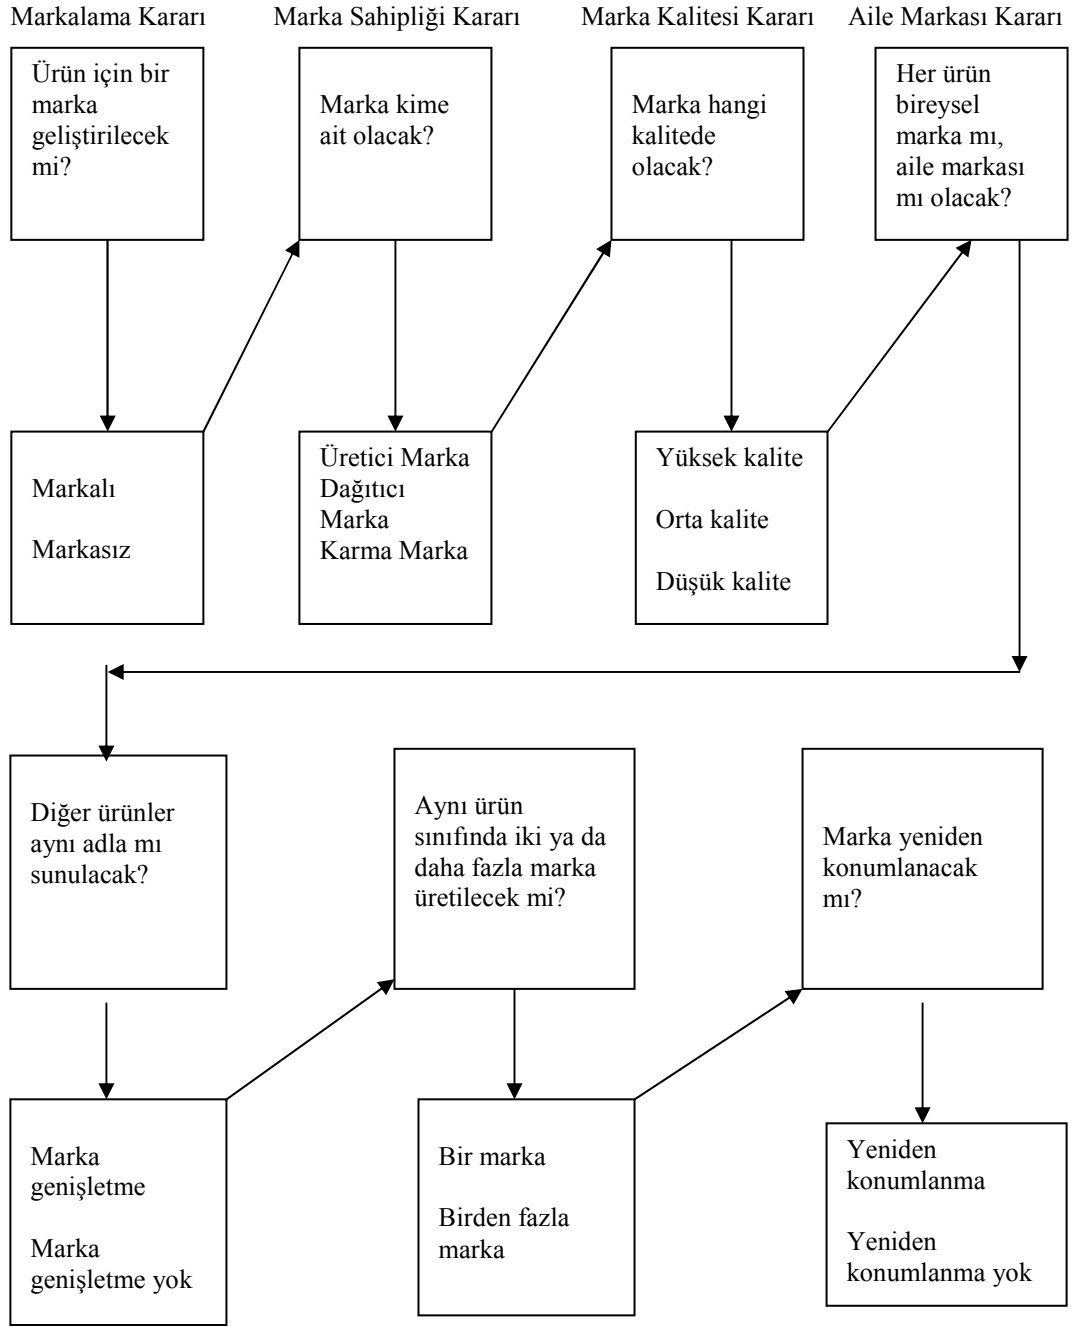 Markalama Kararı
Marka Sahipliği Kararı
Marka Kalitesi Kararı
Aile Markası Kararı
Ürün için bir
marka
geliştirilecek
mi?
Marka kime
ait olacak?
Marka hangi
kalitede
olacak?
Her ürün
bireysel
marka mı,
aile markası
mı olacak?
Markalı
Markasız
Üretici Marka
Dağıtıcı
Marka
Karma Marka
Yüksek kalite
Orta kalite
Düşük kalite
Diğer ürünler
aynı adla mı
sunulacak?
Aynı ürün
sınıfında iki ya da
daha fazla marka
üretilecek mi?
Marka yeniden
konumlanacak
mı?
Marka
genişletme
Marka
genişletme yok
Bir marka
Birden fazla
marka
Yeniden
konumlanma
Yeniden
konumlanma yok